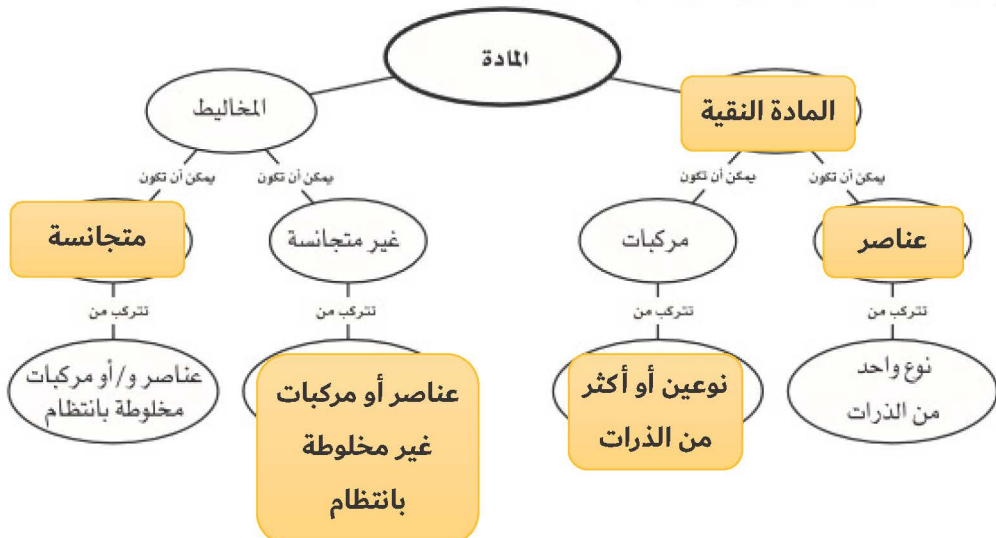 المادة
المادة النقية
المخاليط
يمكن أن تكون
يمكن أن تكون
يمكن أن تكون
يمكن أن تكون
عناصر
مركبات
غير متجانسة
متجانسة
تتركب من
تتركب من
تتركب من
تتركب من
نوع واحد
من الذرات
نوعين أو أكثر
من الذرات
عناصر أو مركبات
غير مخلوطة
بانتظام
عناصر و/أو مركبات
مخلوطة بانتظام